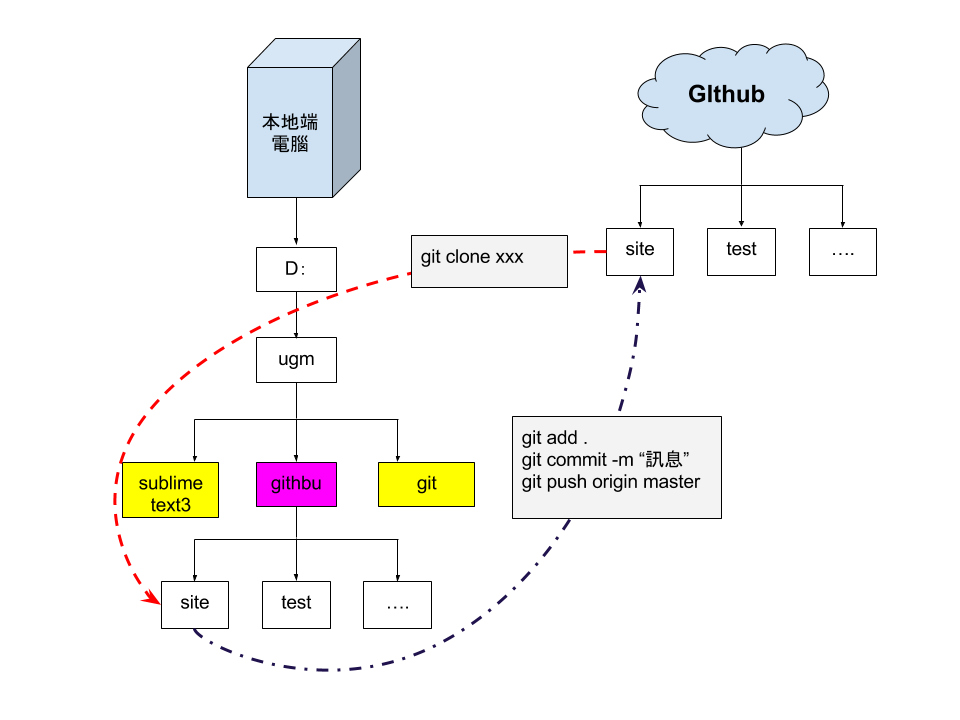 本地端
電腦
GIthub
D：
ugm
sublime
text3
githbu
git
site
test
....
git clone xxx
site
test
....
git add .
git commit -m “訊息”
git push origin master